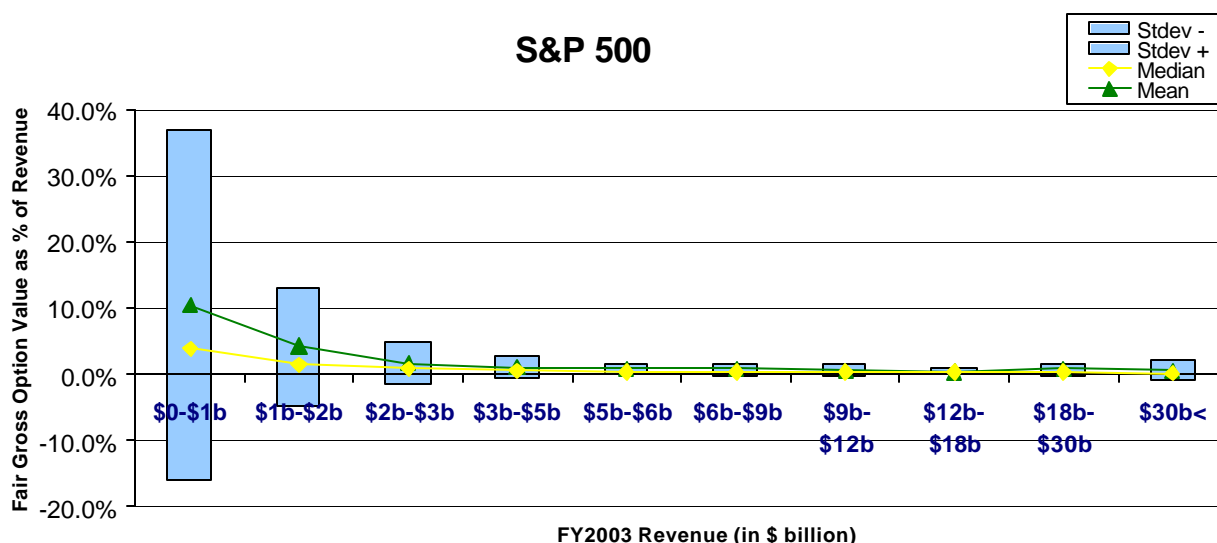 S&P 500
Stdev -
Stdev +
Median
Mean
Fair Gross Option Value as % of Revenue
40.0%
30.0%
20.0%
10.0%
0.0%
-10.0%
-20.0%
$0-$1b $1b-$2b $2b-$3b $3b-$5b $5b-$6b $6b-$9b $9b- $12b- $18b- $30b<
$12b $18b $30b
FY2003 Revenue (in $ billion)